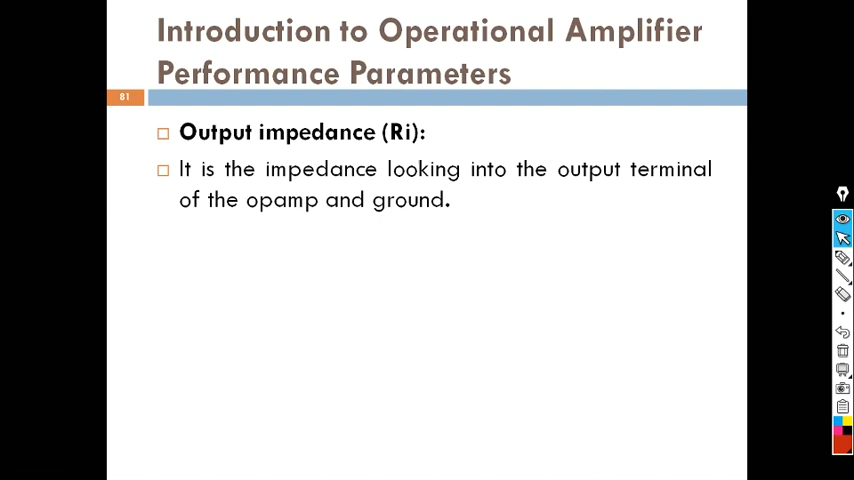 Introduction to Operational Amplifier
Performance Parameters
81
Output impedance (Ri):
It is the impedance looking into the output terminal
of the opamp and ground.